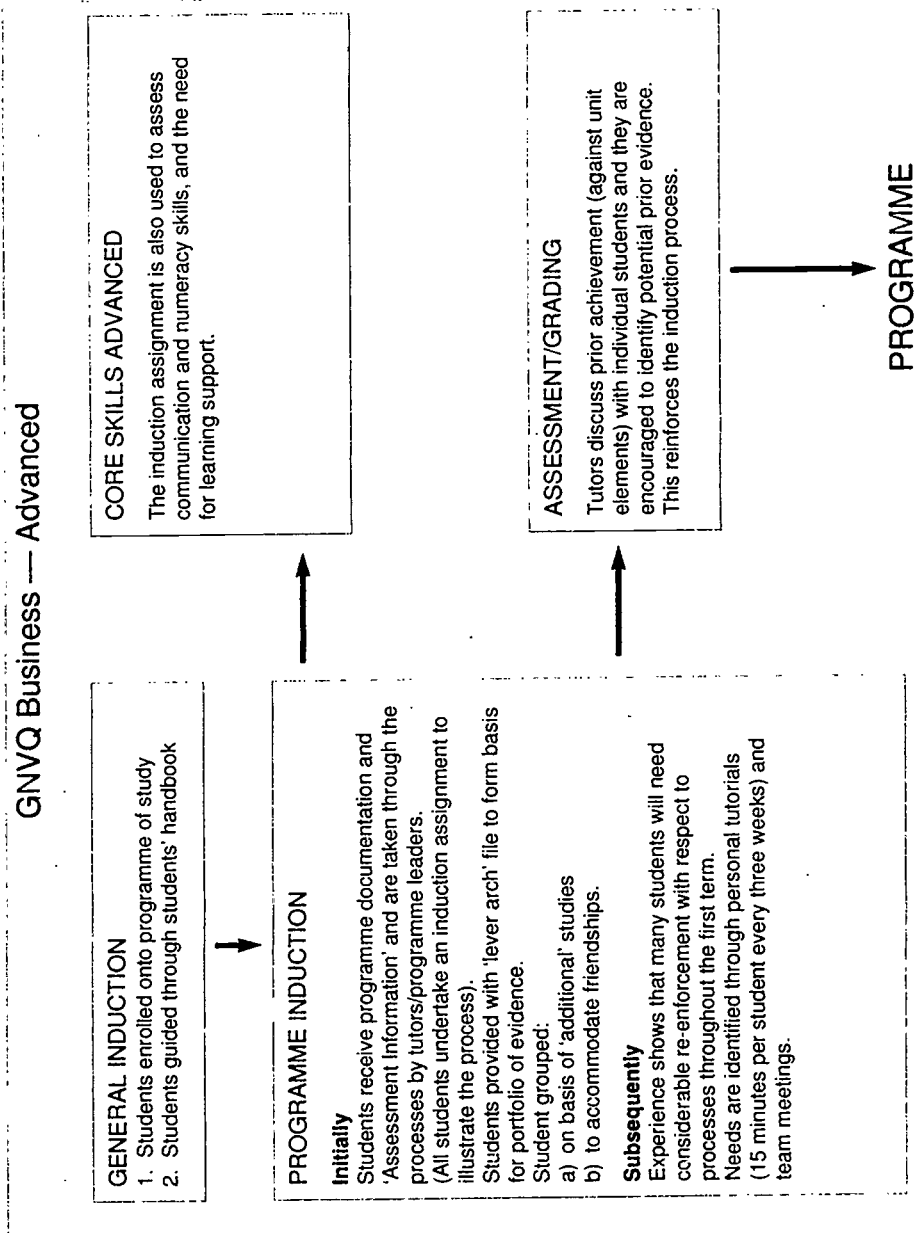 GNVQ Business — Advanced
GENERAL INDUCTION
1. Students enrolled onto programme of study
2. Students guided through students' handbook
PROGRAMME INDUCTION
Initially
Students receive programme documentation and
'Assessment Information' and are taken through the
processes by tutors/programme leaders.
(All students undertake an induction assignment to
illustrate the process).
Students provided with 'lever arch' file to form basis
for portfolio of evidence.
Student grouped:
a) on basis of 'additional' studies
b) to accommodate friendships.
Subsequently
Experience shows that many students will need
considerable re-enforcement with respect to
processes throughout the first term.
Needs are identified through personal tutorials
(15 minutes per student every three weeks) and
team meetings.
CORE SKILLS ADVANCED
The induction assignment is also used to assess
communication and numeracy skills, and the need
for learning support.
ASSESSMENT/GRADING
Tutors discuss prior achievement (against unit
elements) with individual students and they are
encouraged to identify potential prior evidence.
This reinforces the induction process.
PROGRAMME